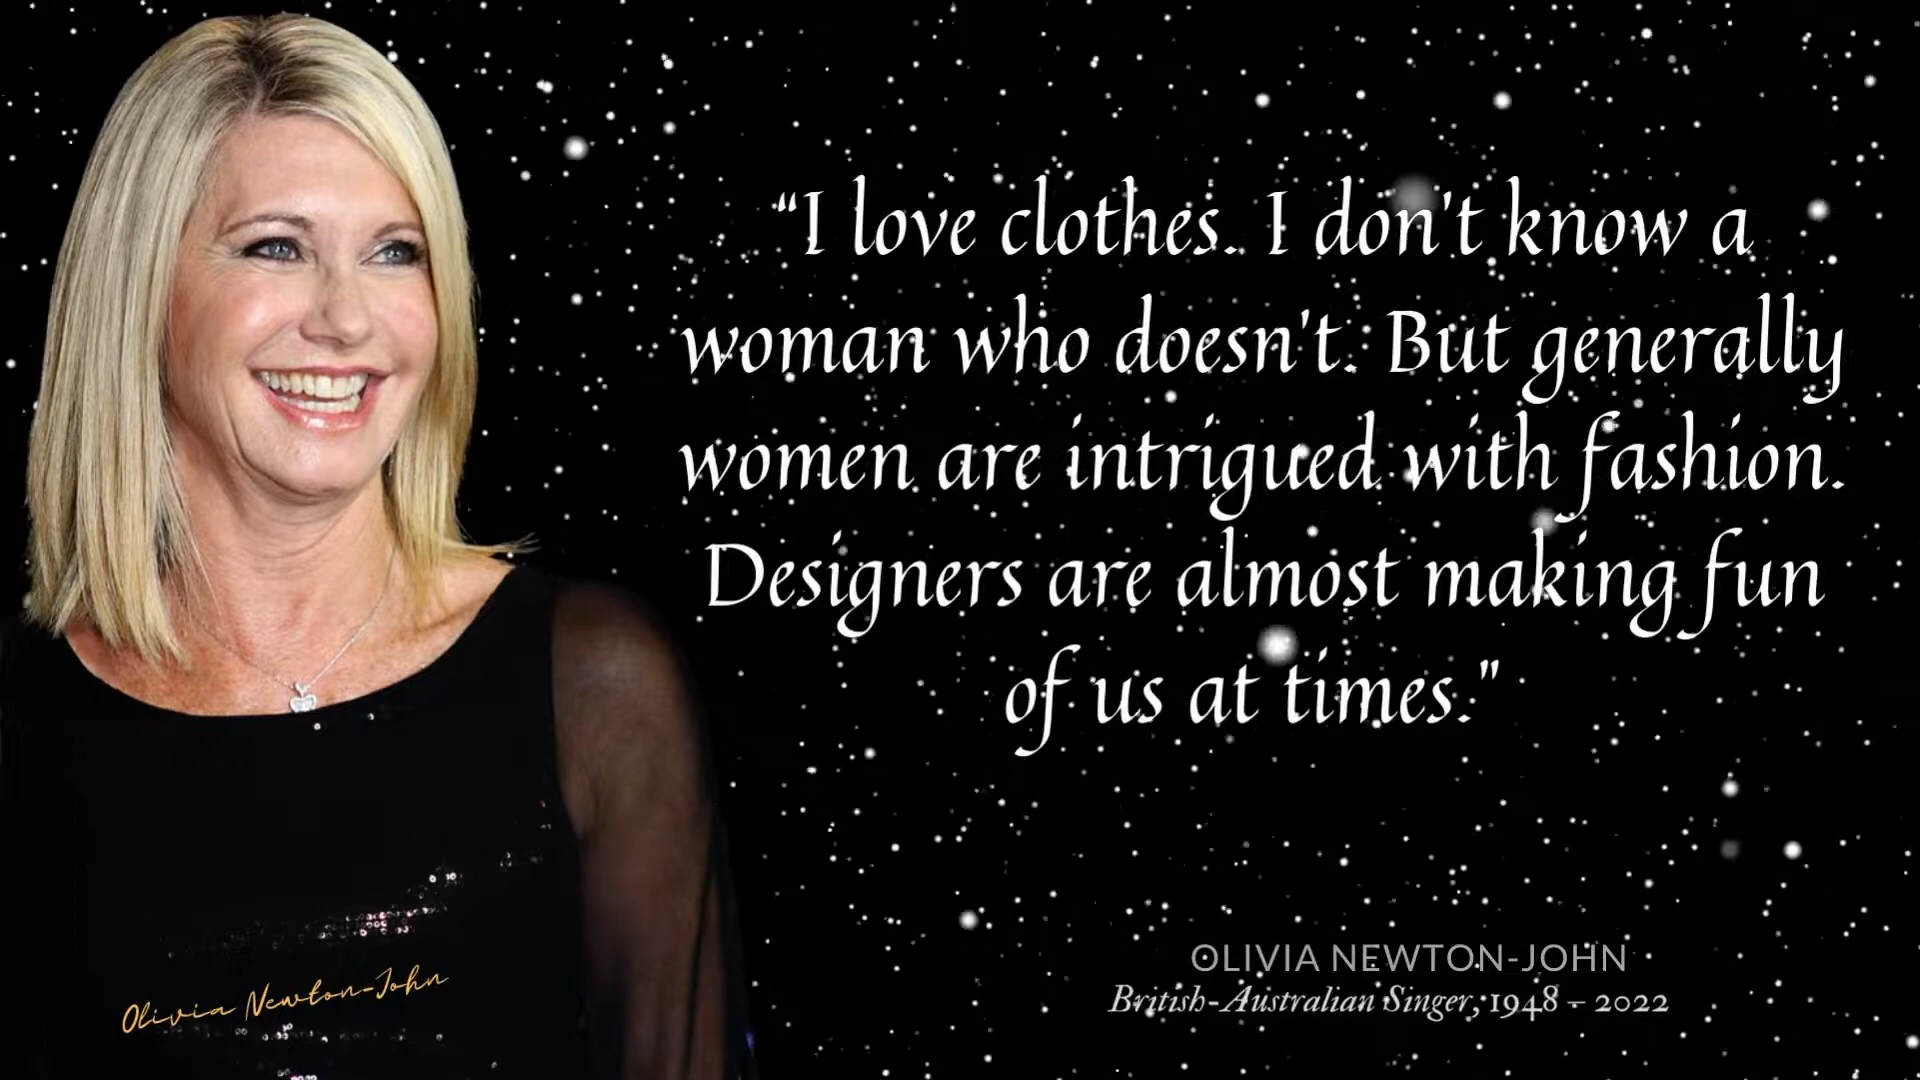 “I love clothes. I don't know a
woman who doesn't. But generally
women are intrigued with fashion.
Designers are almost making fun
of us at times."
OLIVIA NEWTON-JOHN
British-Australian Singer, 1948 – 2022
Olivia Newton-John